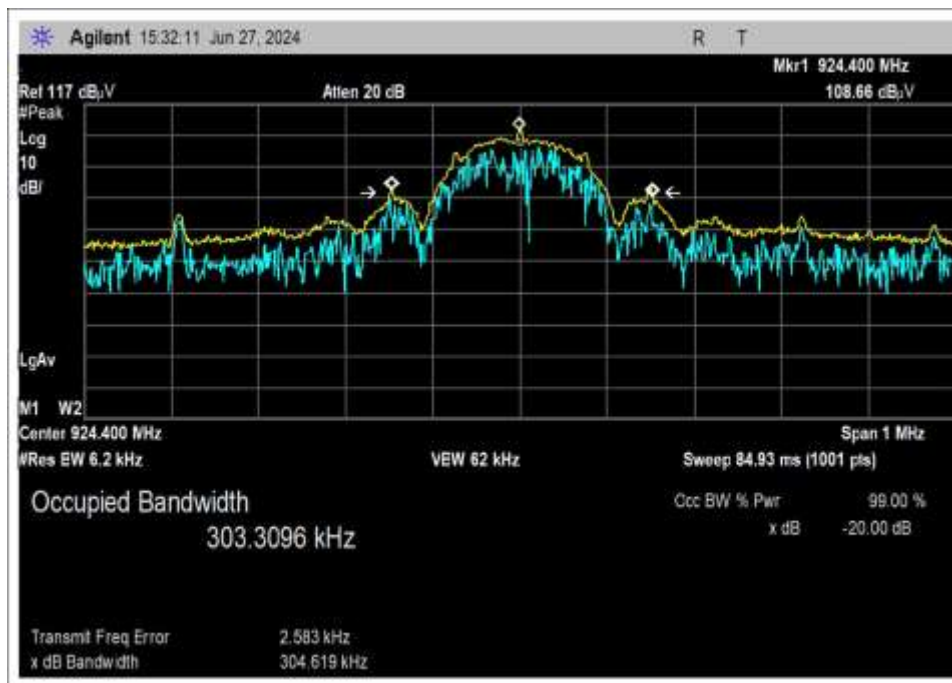 Agilent 15:32:11 Jun 27, 2024 R T
Mkr1 924.400 MHz
Ref 117 dBµV Atten 20 dB 108.66 dBµV
#Peak
Log
10
dB/
LgAv
M1 W2
Center 924.400 MHz Span 1 MHz
#Res BW 6.2 kHz VBW 62 kHz Sweep 84.93 ms (1001 pts)
Occupied Bandwidth Occ BW % Pwr 99.00 %
303.3096 kHz x dB -20.00 dB
Transmit Freq Error 2.583 kHz
x dB Bandwidth 304.619 kHz